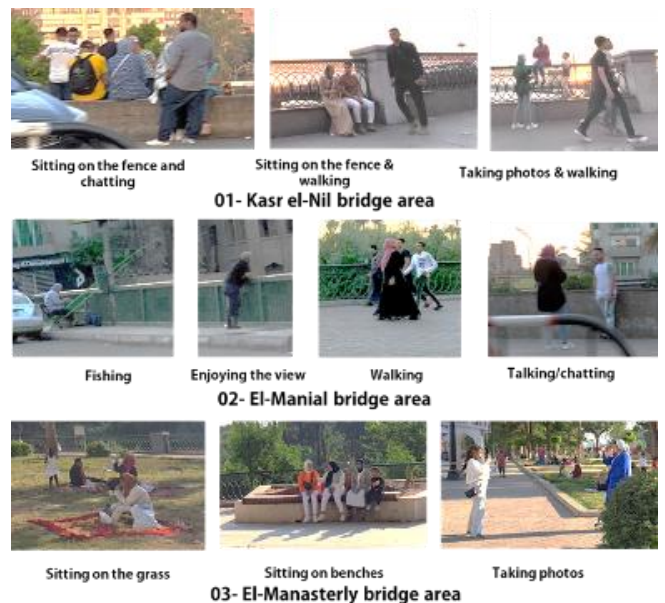 Sitting on the fence and
chatting
Sitting on the fence &
walking
Taking photos & walking
01- Kasr el-Nil bridge area
Fishing
Enjoying the view
Walking
Talking/chatting
02- El-Manial bridge area
Sitting on the grass
Sitting on benches
Taking photos
03- El-Manasterly bridge area